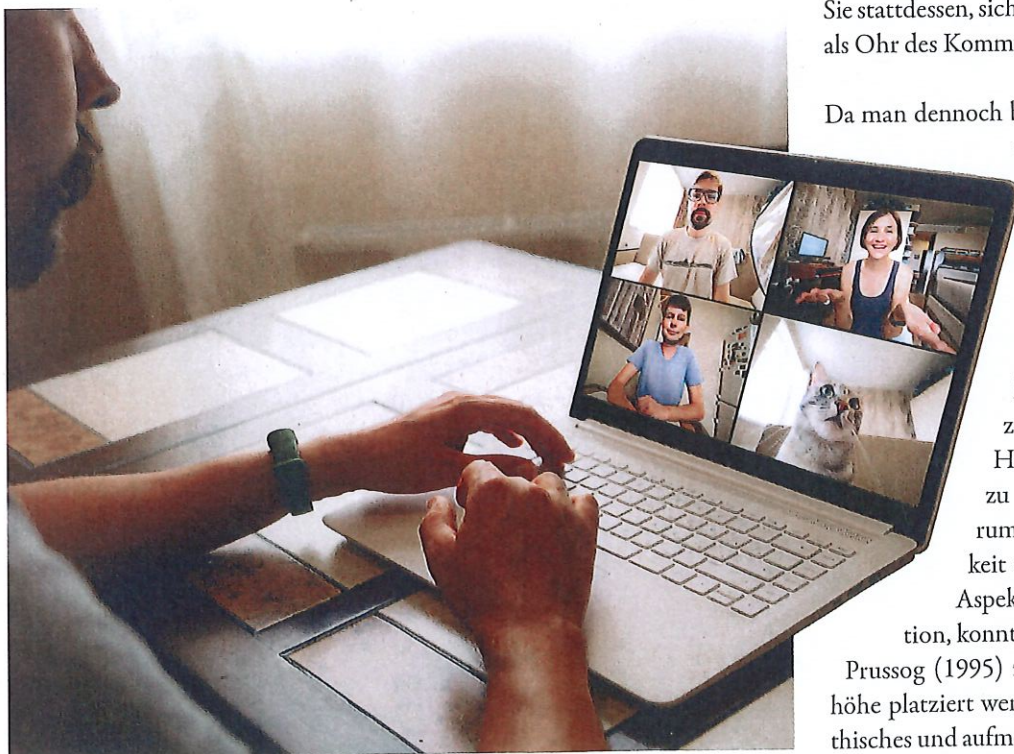 Sie stattdessen, sich
als Ohr des Komm
Da man dennoch b
z
H
zu
rum
keit
Aspek
tion, konnt
Prussog (1995)
höhe platziert wer
thisches und aufm